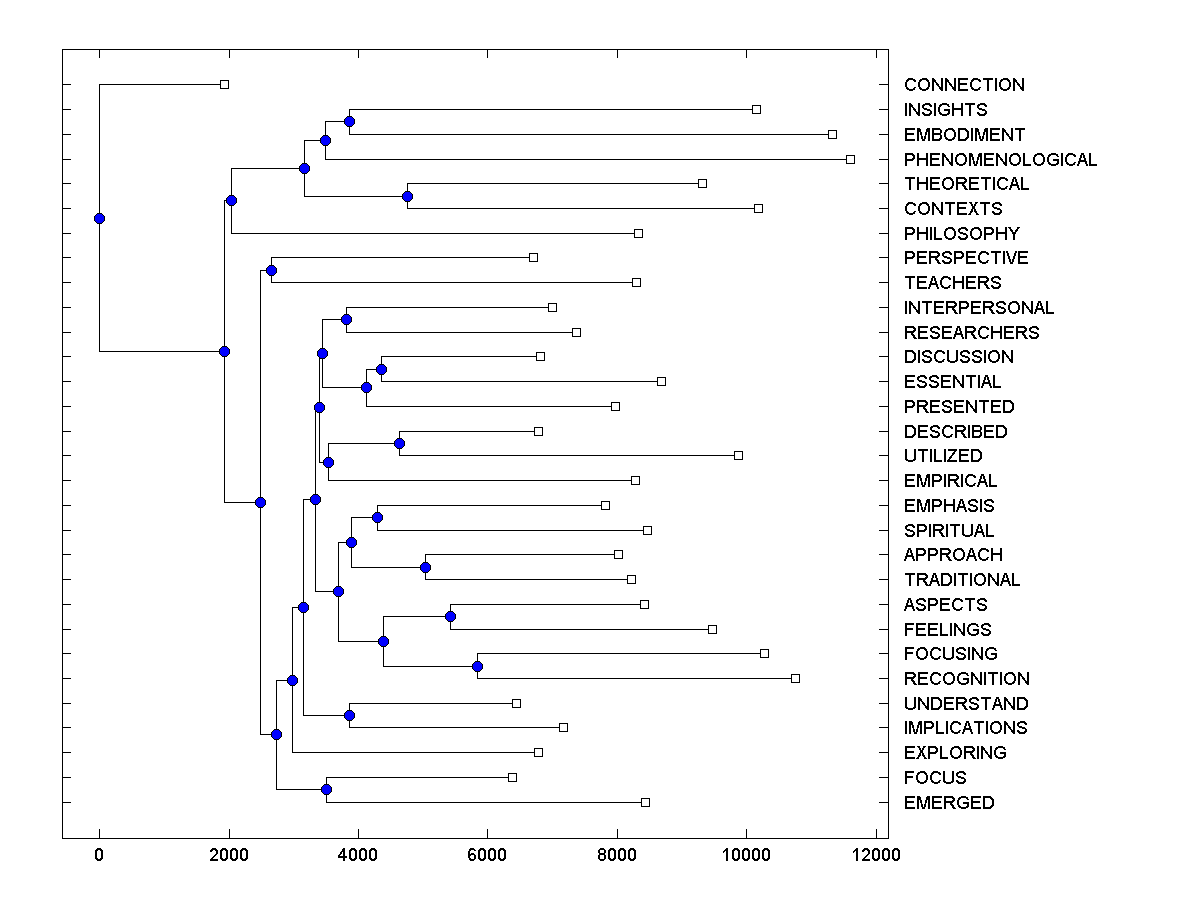 CONNECTION
INSIGHTS
EMBODIMENT
PHENOMENOLOGICAL
THEORETICAL
CONTEXTS
PHILOSOPHY
PERSPECTIVE
TEACHERS
INTERPERSONAL
RESEARCHERS
DISCUSSION
ESSENTIAL
PRESENTED
DESCRIBED
UTILIZED
EMPIRICAL
EMPHASIS
SPIRITUAL
APPROACH
TRADITIONAL
ASPECTS
FEELINGS
FOCUSING
RECOGNITION
UNDERSTAND
IMPLICATIONS
EXPLORING
FOCUS
EMERGED
0 2000 4000 6000 8000 10000 12000